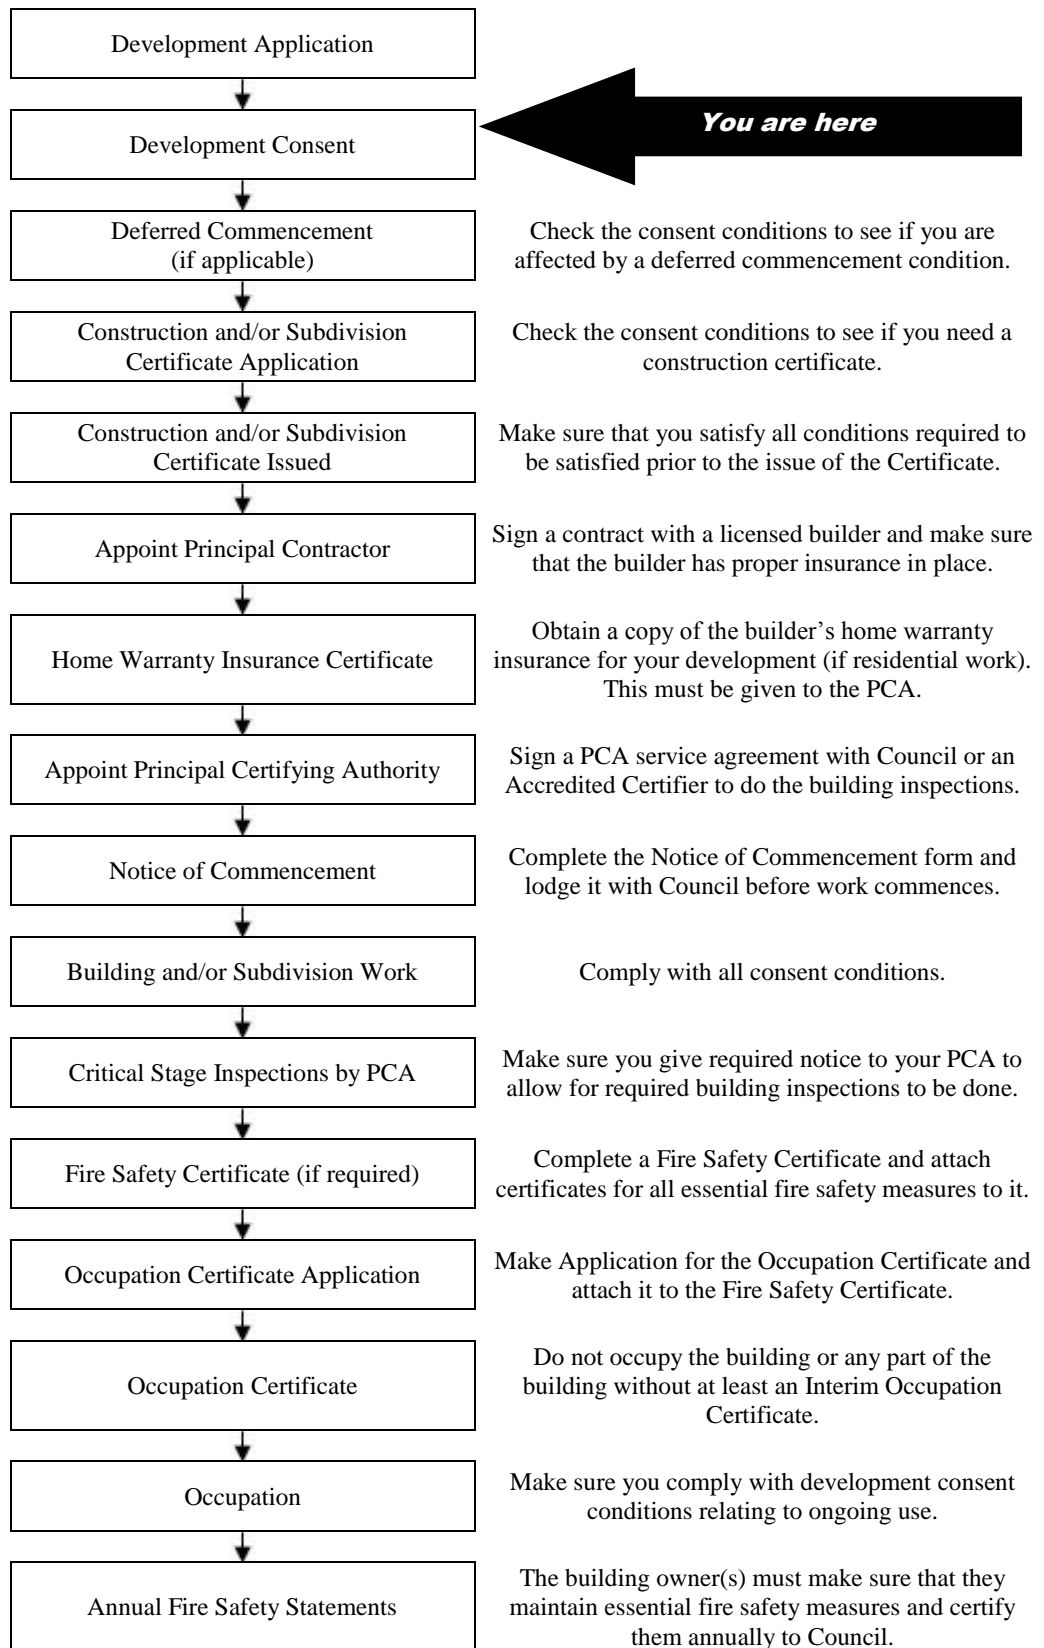 Development Application
Development Consent
You are here
Deferred Commencement
(if applicable)
Check the consent conditions to see if you are
affected by a deferred commencement condition.
Construction and/or Subdivision
Certificate Application
Check the consent conditions to see if you need a
construction certificate.
Construction and/or Subdivision
Certificate Issued
Make sure that you satisfy all conditions required to
be satisfied prior to the issue of the Certificate.
Appoint Principal Contractor
Sign a contract with a licensed builder and make sure
that the builder has proper insurance in place.
Home Warranty Insurance Certificate
Obtain a copy of the builder’s home warranty
insurance for your development (if residential work).
This must be given to the PCA.
Appoint Principal Certifying Authority
Sign a PCA service agreement with Council or an
Accredited Certifier to do the building inspections.
Notice of Commencement
Complete the Notice of Commencement form and
lodge it with Council before work commences.
Building and/or Subdivision Work
Comply with all consent conditions.
Critical Stage Inspections by PCA
Make sure you give required notice to your PCA to
allow for required building inspections to be done.
Fire Safety Certificate (if required)
Complete a Fire Safety Certificate and attach
certificates for all essential fire safety measures to it.
Occupation Certificate Application
Make Application for the Occupation Certificate and
attach it to the Fire Safety Certificate.
Occupation Certificate
Do not occupy the building or any part of the
building without at least an Interim Occupation
Certificate.
Occupation
Make sure you comply with development consent
conditions relating to ongoing use.
Annual Fire Safety Statements
The building owner(s) must make sure that they
maintain essential fire safety measures and certify
them annually to Council.